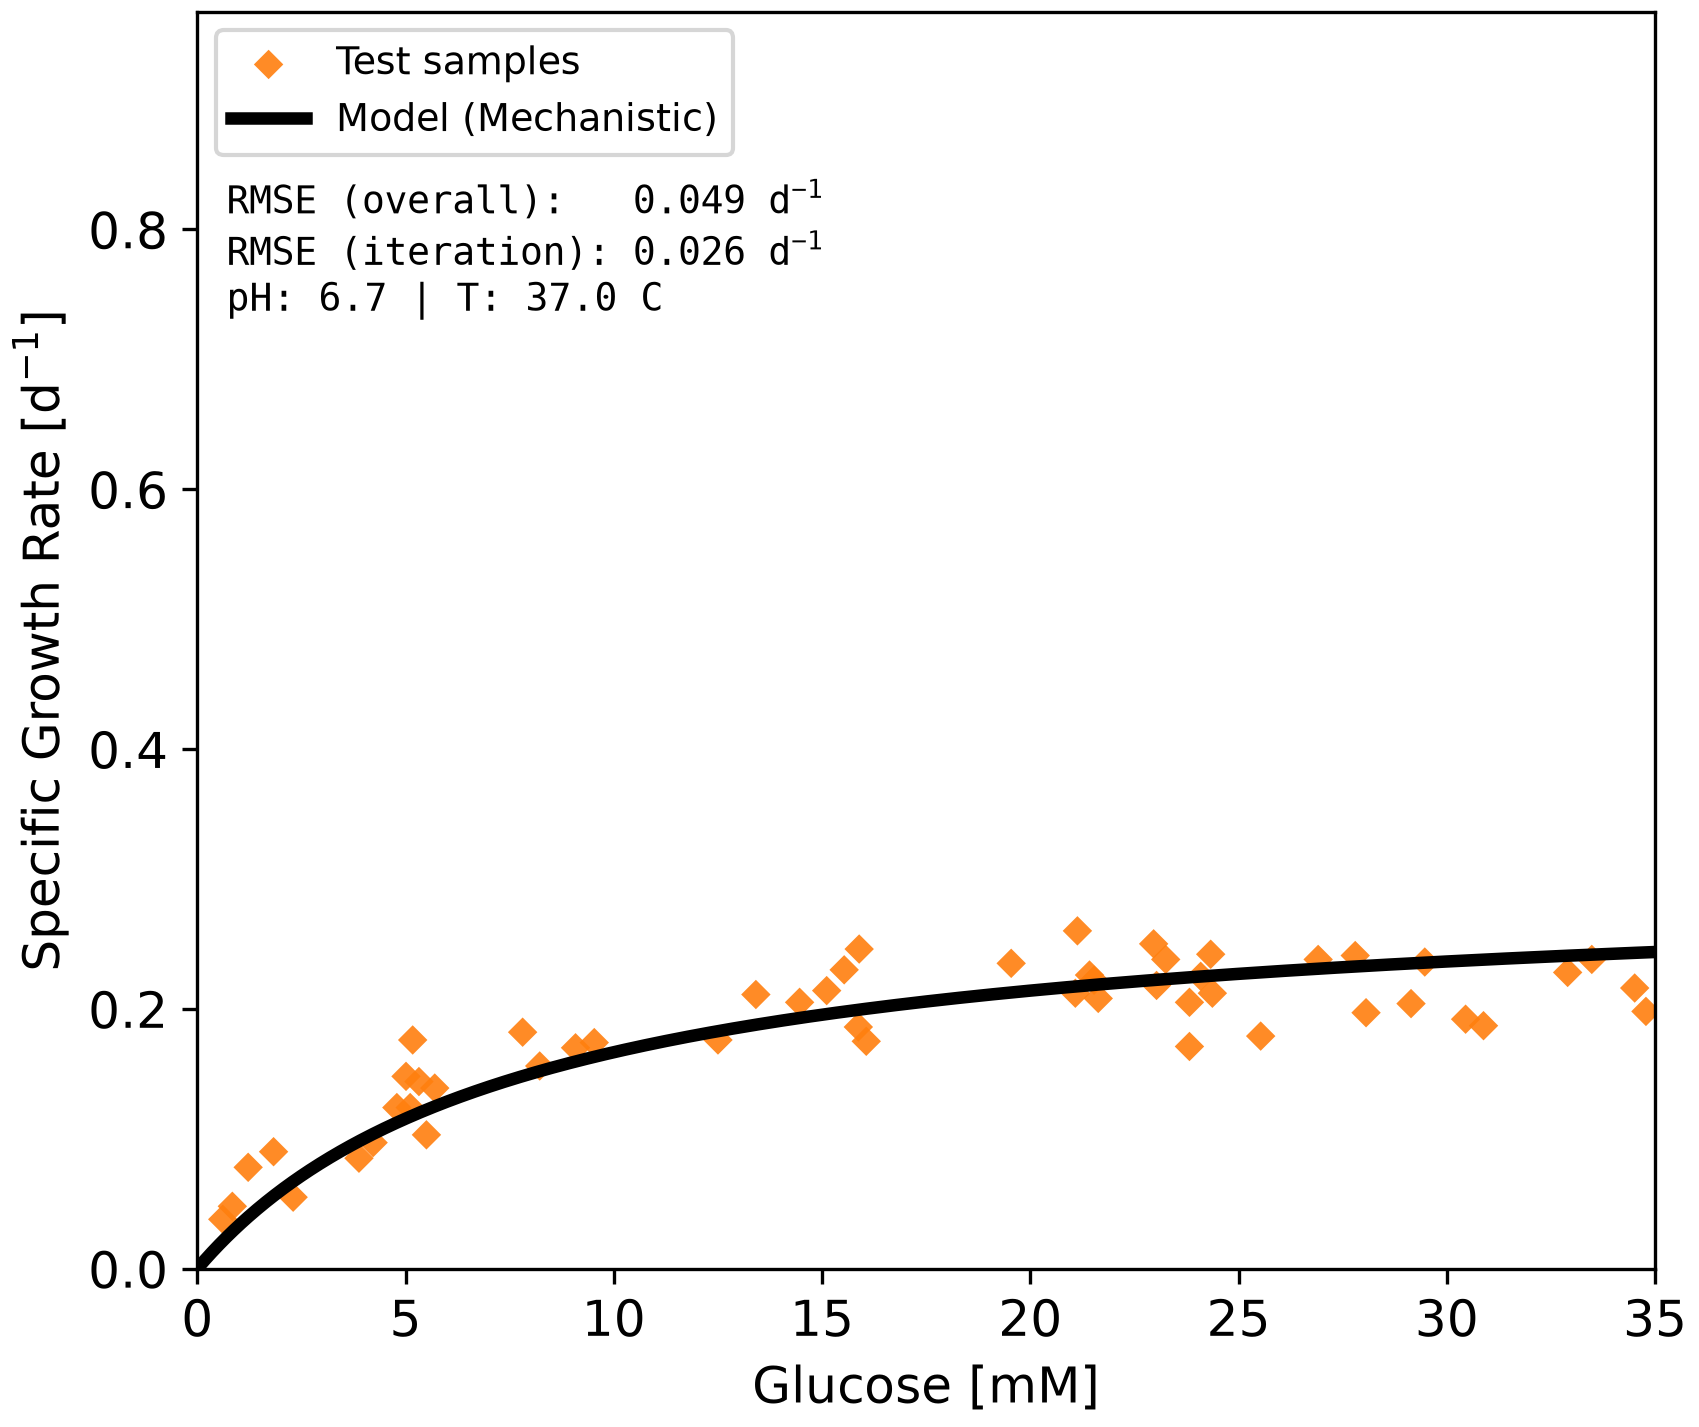 Test samples
Model (Mechanistic)
RMSE (overall):   0.049 d⁻¹
RMSE (iteration): 0.026 d⁻¹
pH: 6.7 | T: 37.0 C
Specific Growth Rate [d⁻¹]
0.8
0.6
0.4
0.2
0.0
0 5 10 15 20 25 30 35
Glucose [mM]